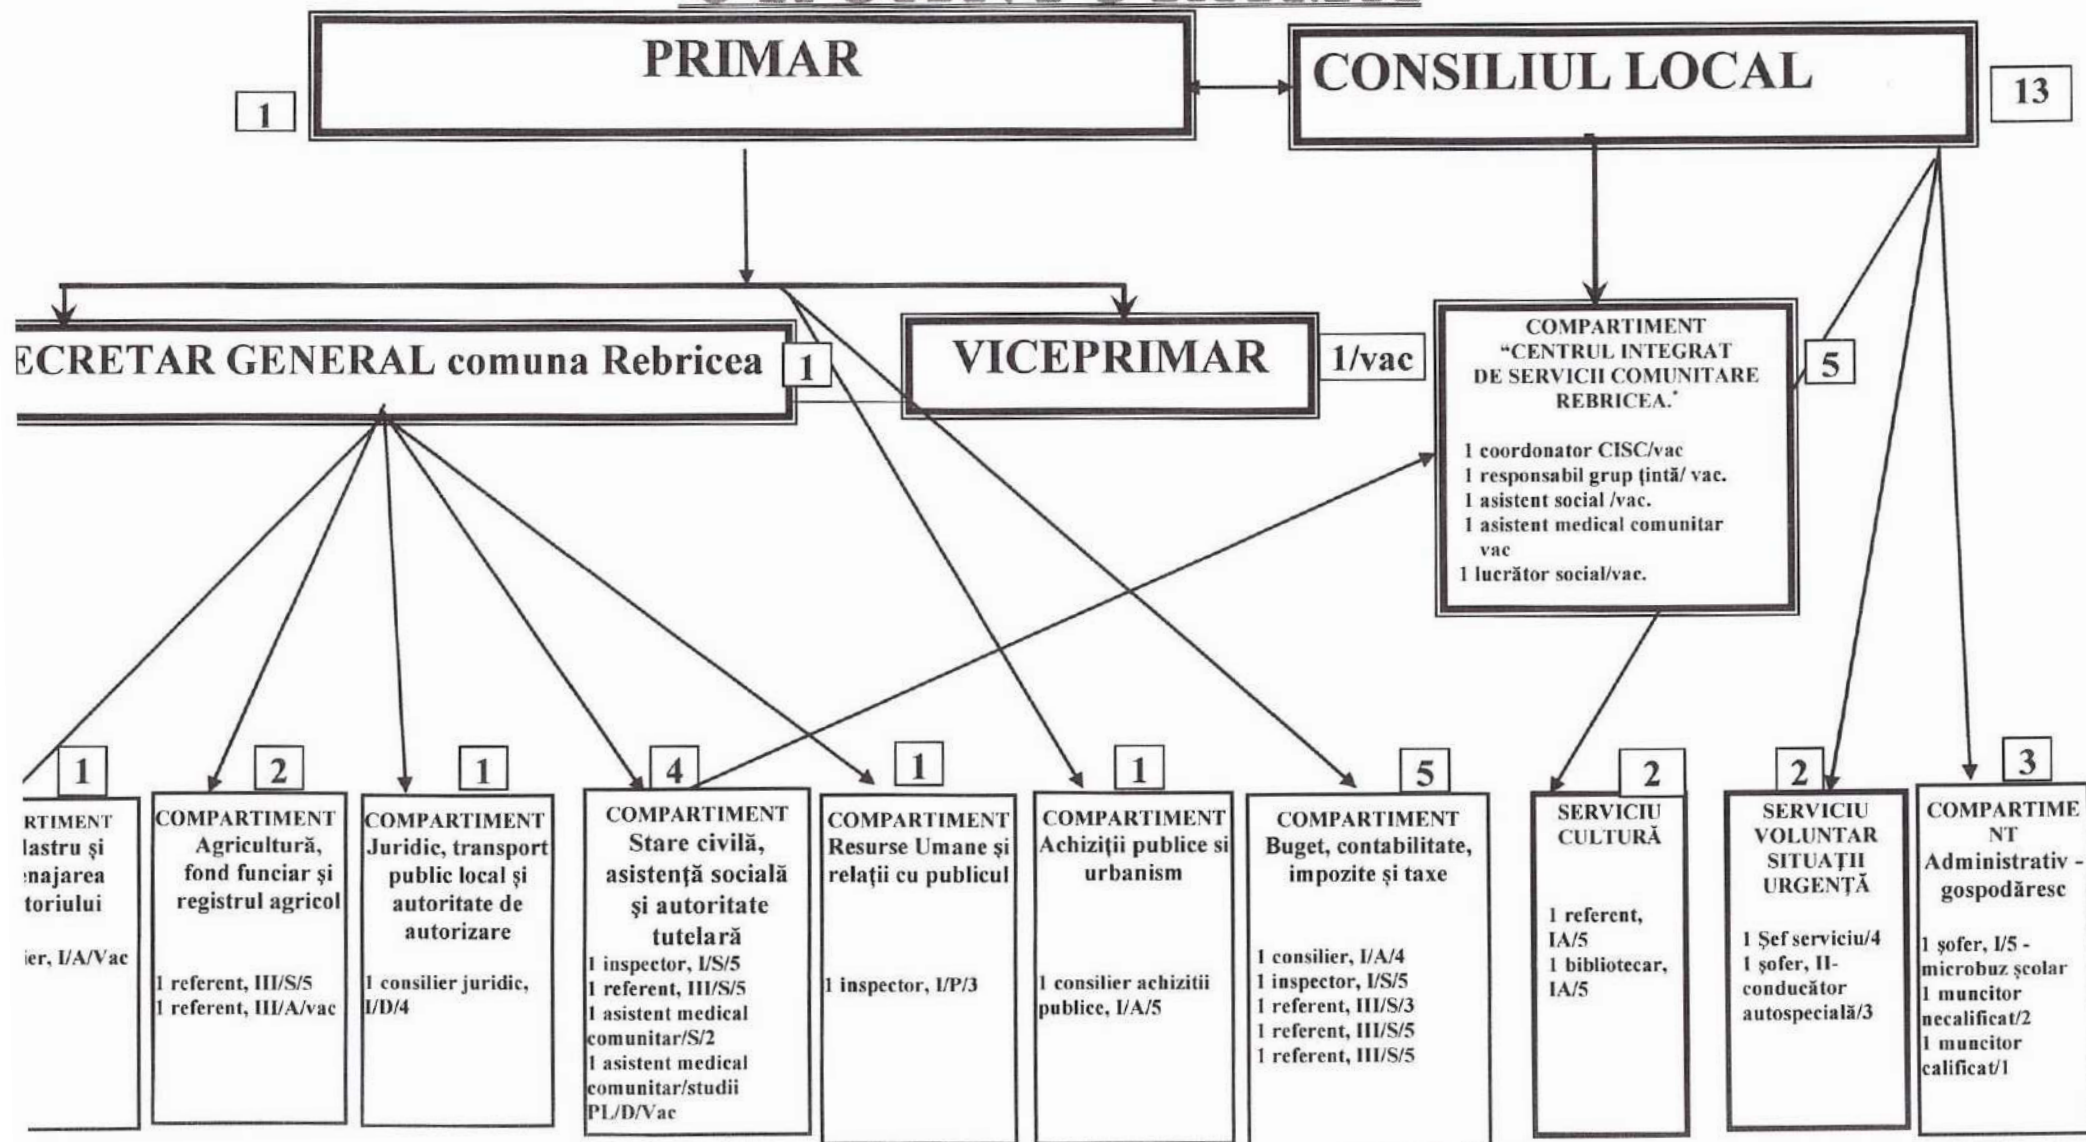 PRIMAR
1
CONSILIUL LOCAL
13
ECRETAR GENERAL comuna Rebricea
1
VICEPRIMAR
1/vac
COMPARTIMENT
“CENTRUL INTEGRAT
DE SERVICII COMUNITARE
REBRICEA.”
1 coordonator CISC/vac
1 responsabil grup țintă/ vac.
1 asistent social /vac.
1 asistent medical comunitar
vac
1 lucrător social/vac.
5
1
RTIMENT
lastru și
enajarea
toriului
ier, I/A/Vac
2
COMPARTIMENT
Agricultură,
fond funciar și
registrul agricol
1 referent, III/S/5
1 referent, III/A/vac
1
COMPARTIMENT
Juridic, transport
public local și
autoritate de
autorizare
1 consilier juridic,
I/D/4
4
COMPARTIMENT
Stare civilă,
asistență socială
și autoritate
tutelară
1 inspector, I/S/5
1 referent, III/S/5
1 asistent medical
comunitar/S/2
1 asistent medical
comunitar/studii
PL/D/Vac
1
COMPARTIMENT
Resurse Umane și
relații cu publicul
1 inspector, I/P/3
1
COMPARTIMENT
Achiziții publice si
urbanism
1 consilier achizitii
publice, I/A/5
5
COMPARTIMENT
Buget, contabilitate,
impozite și taxe
1 consilier, I/A/4
1 inspector, I/S/5
1 referent, III/S/3
1 referent, III/S/5
1 referent, III/S/5
2
SERVICIU
CULTURĂ
1 referent,
IA/5
1 bibliotecar,
IA/5
2
SERVICIU
VOLUNTAR
SITUAȚII
URGENȚĂ
1 Șef serviciu/4
1 șofer, II-
conducător
autospecială/3
3
COMPARTIME
NT
Administrativ -
gospodăresc
1 șofer, I/5 -
microbuz școlar
1 muncitor
necalificat/2
1 muncitor
calificat/1